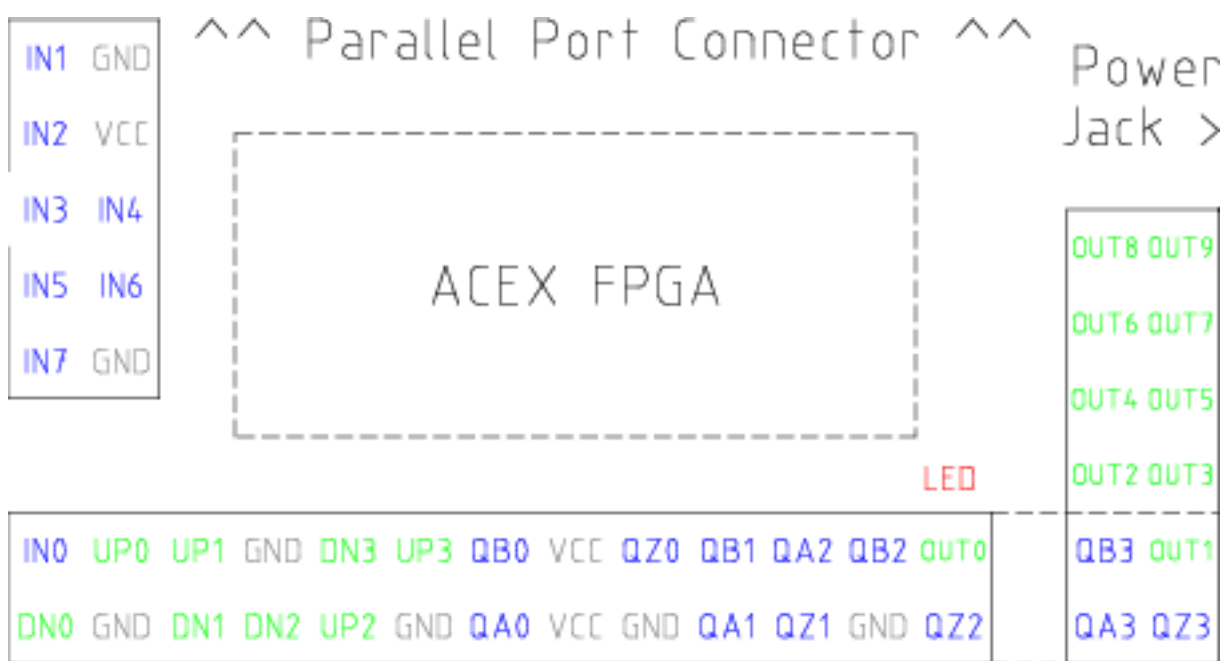 ^^ Parallel Port Connector ^^
Power
Jack >
IN1 GND
IN2 VCC
IN3 IN4
IN5 IN6
IN7 GND
ACEX FPGA
OUT8 OUT9
OUT6 OUT7
OUT4 OUT5
OUT2 OUT3
LED
IN0 UP0 UP1 GND DN3 UP3 QB0 VCC QZ0 QB1 QA2 QB2 OUT0
QB3 OUT1
DN0 GND DN1 DN2 UP2 GND QA0 VCC GND QA1 QZ1 GND QZ2
QA3 QZ3